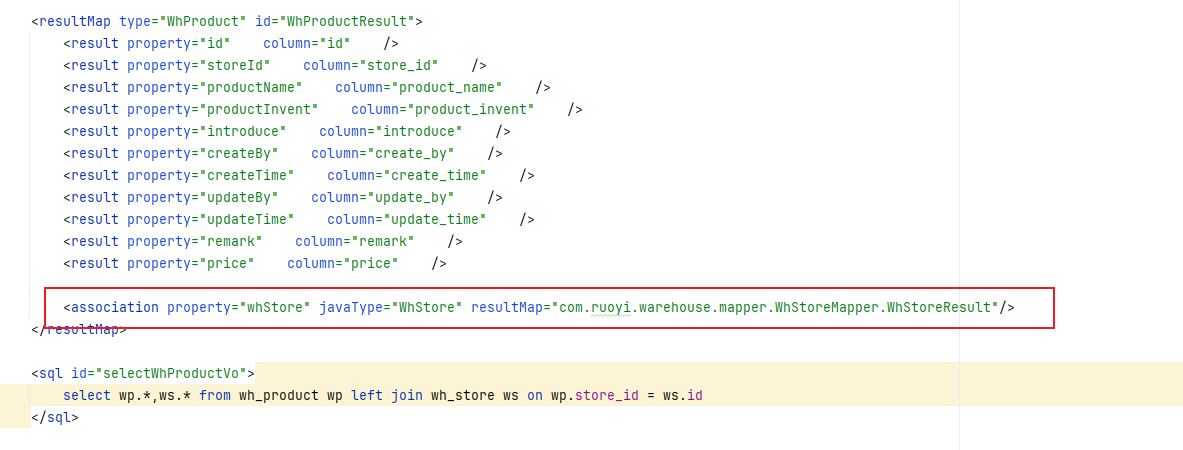 <resultMap type="WhProduct" id="WhProductResult">
    <result property="id"    column="id"    />
    <result property="storeId"    column="store_id"    />
    <result property="productName"    column="product_name"    />
    <result property="productInvent"    column="product_invent"    />
    <result property="introduce"    column="introduce"    />
    <result property="createBy"    column="create_by"    />
    <result property="createTime"    column="create_time"    />
    <result property="updateBy"    column="update_by"    />
    <result property="updateTime"    column="update_time"    />
    <result property="remark"    column="remark"    />
    <result property="price"    column="price"    />
    <association property="whStore" javaType="WhStore" resultMap="com.ruoyi.warehouse.mapper.WhStoreMapper.WhStoreResult"/>
</resultMap>
<sql id="selectWhProductVo">
    select wp.*,ws.* from wh_product wp left join wh_store ws on wp.store_id = ws.id
</sql>